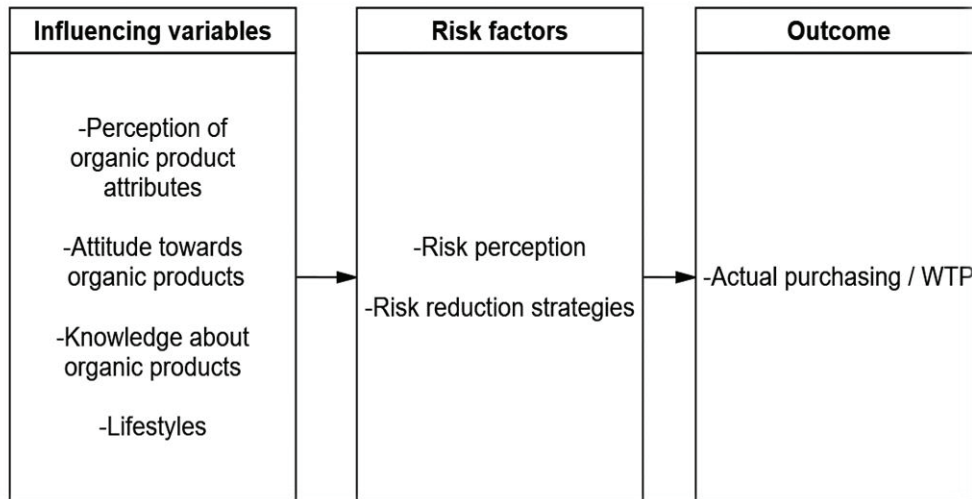 Influencing variables
-Perception of
organic product
attributes
-Attitude towards
organic products
-Knowledge about
organic products
-Lifestyles
Risk factors
-Risk perception
-Risk reduction strategies
Outcome
-Actual purchasing / WTP